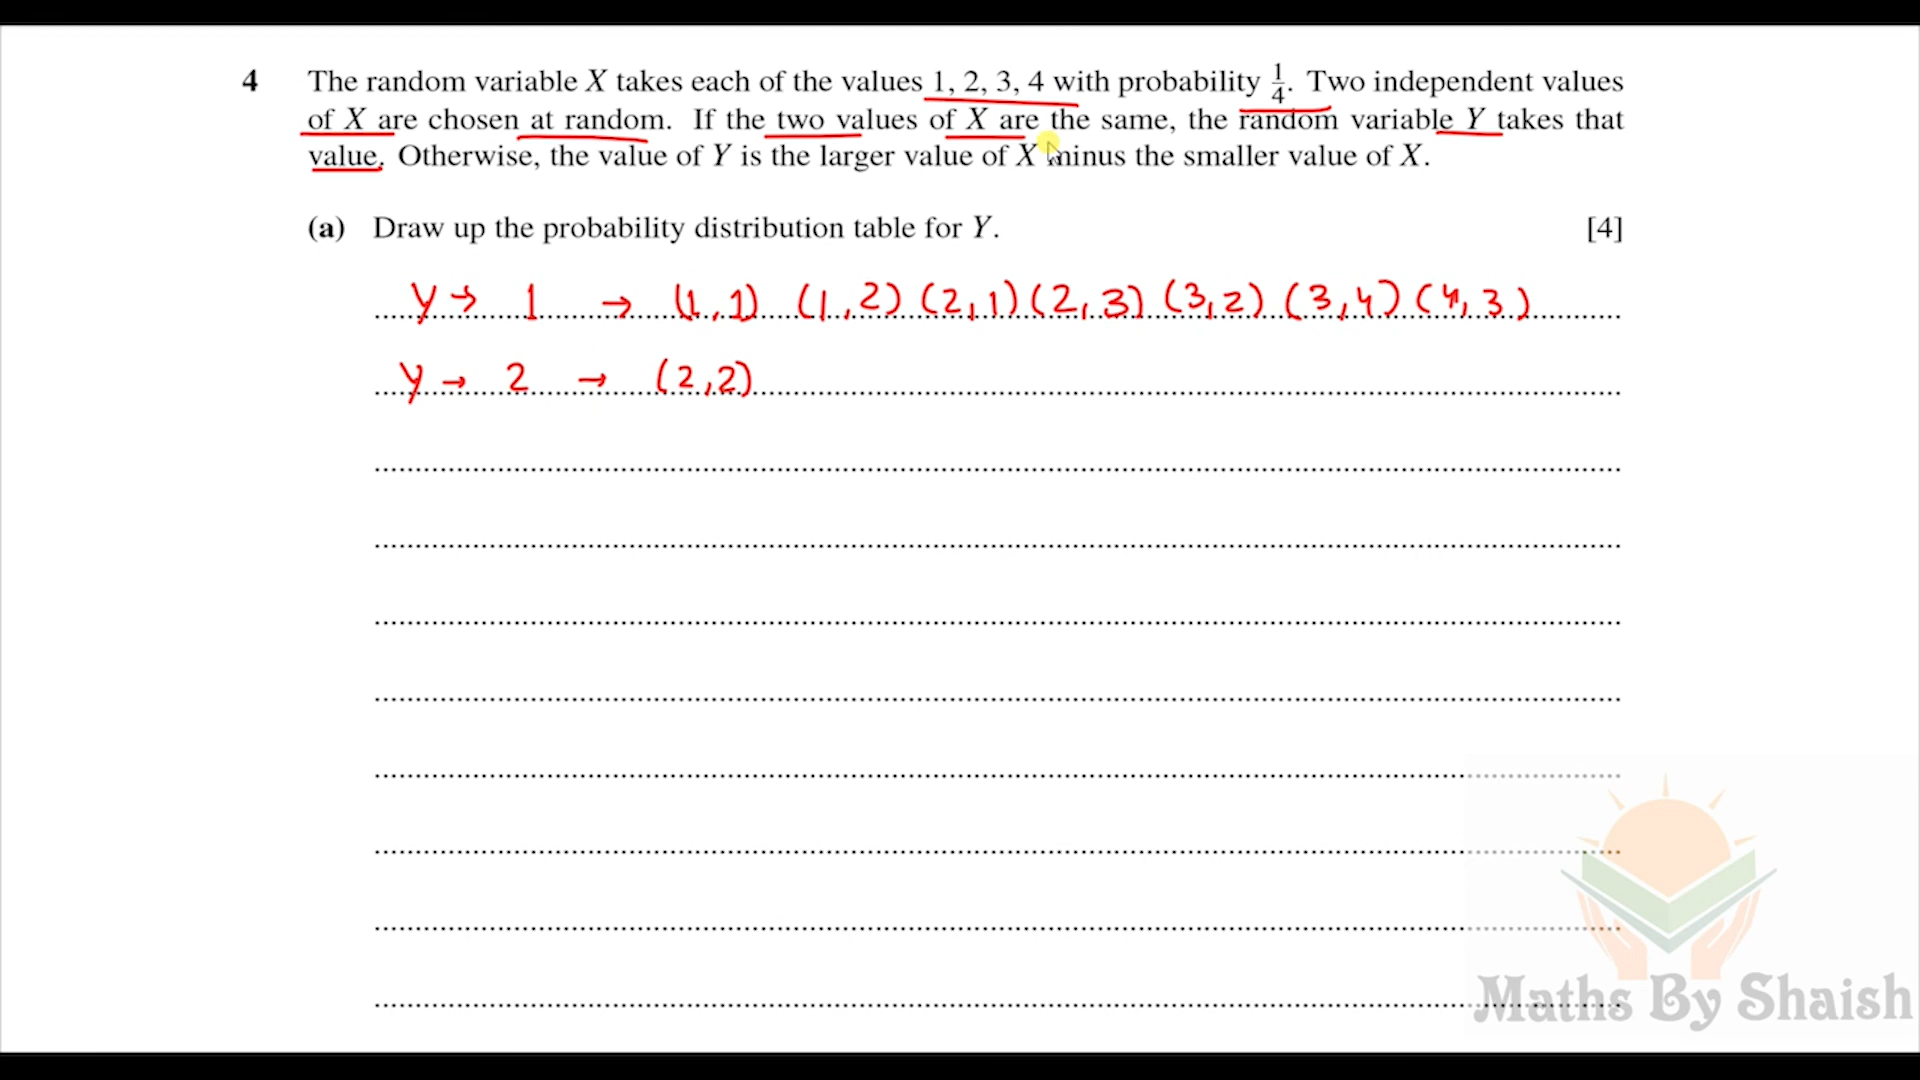 4 The random variable X takes each of the values 1, 2, 3, 4 with probability 1/4. Two independent values
of X are chosen at random. If the two values of X are the same, the random variable Y takes that
value. Otherwise, the value of Y is the larger value of X minus the smaller value of X.
(a) Draw up the probability distribution table for Y. [4]
y → 1 → (1,1) (1,2) (2,1) (2,3) (3,2) (3,4) (4,3)
y → 2 → (2,2)
Maths By Shaish